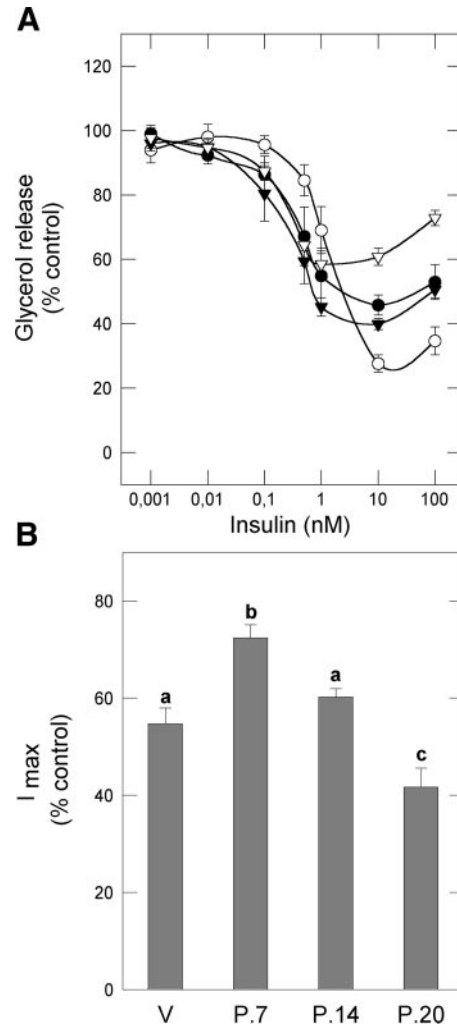 A
120
100
80
60
40
20
0
Glycerol release
(% control)
0,001 0,01 0,1 1 10 100
Insulin (nM)
B
80
60
40
20
0
I max
(% control)
a b a c
V P.7 P.14 P.20